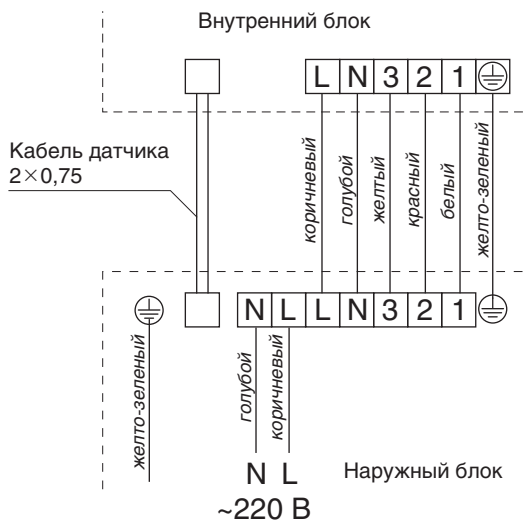 Внутренний блок
L N 3 2 1
Кабель датчика
2×0,75
коричневый
голубой
желтый
красный
белый
желто-зеленый
N L L N 3 2 1
желто-зеленый
голубой
коричневый
N L
Наружный блок
~220 В